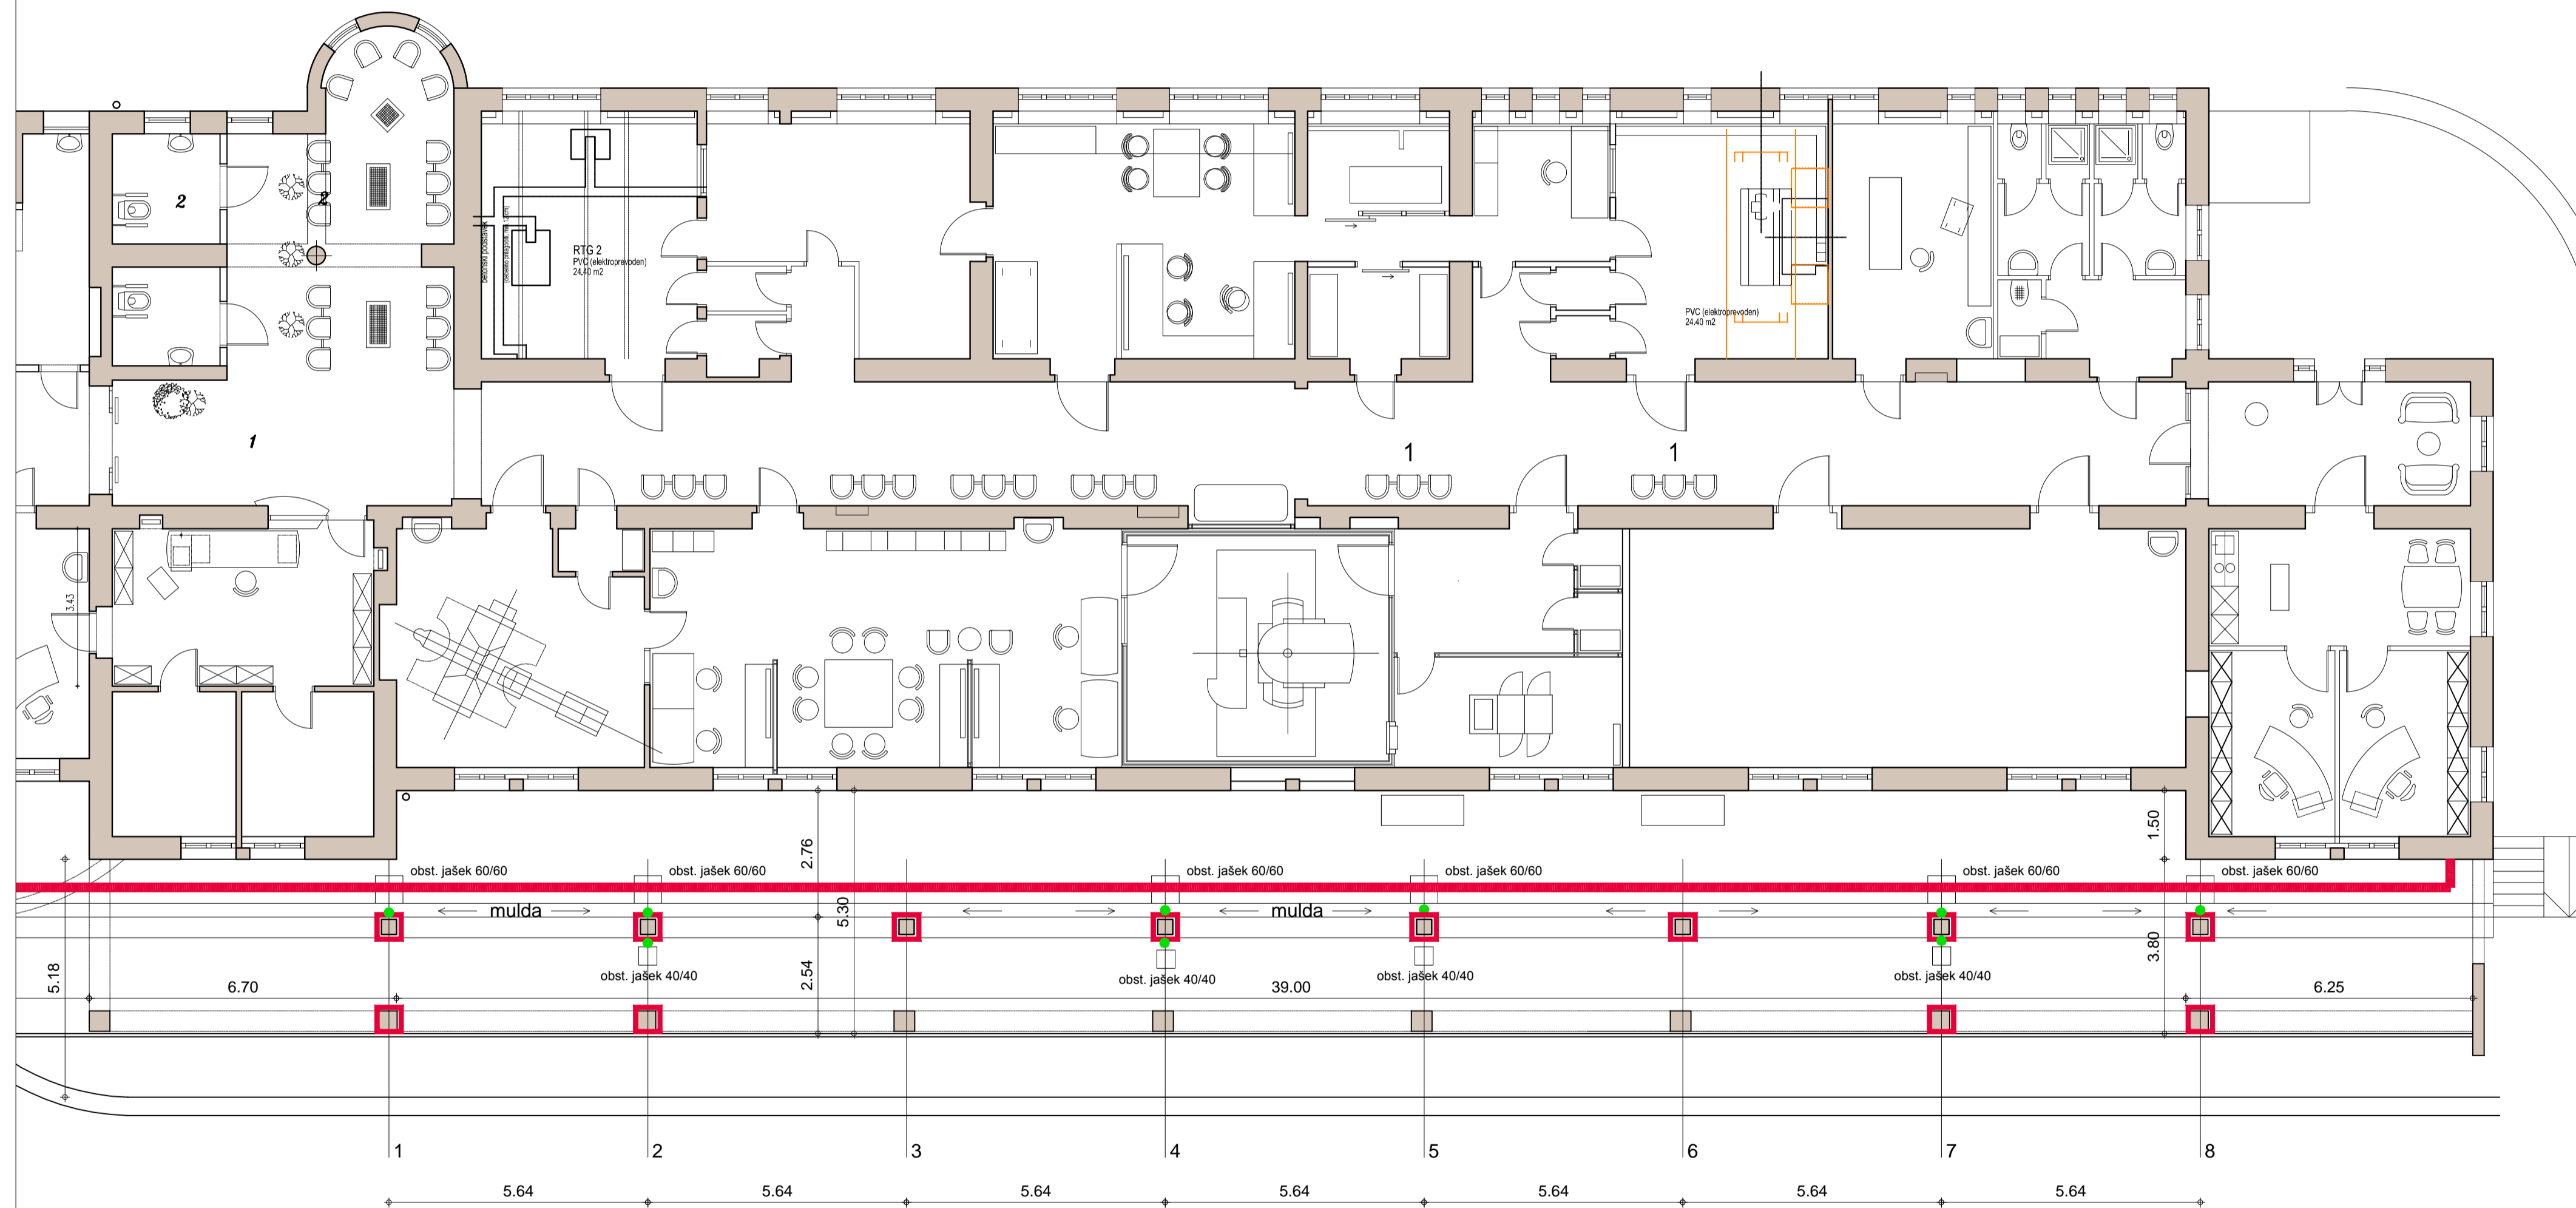 2
2
RTG 2
PVC (elektroprevoden)
24,40 m2
betonski podstavek
PVC (elektroprevoden)
24.40 m2
1
1
1
3.43
2.76
1.50
obst. jašek 60/60
obst. jašek 60/60
obst. jašek 60/60
obst. jašek 60/60
obst. jašek 60/60
obst. jašek 60/60
mulda
mulda
5.30
3.80
5.18
2.54
obst. jašek 40/40
obst. jašek 40/40
obst. jašek 40/40
obst. jašek 40/40
6.70
39.00
6.25
1
2
3
4
5
6
7
8
5.64
5.64
5.64
5.64
5.64
5.64
5.64